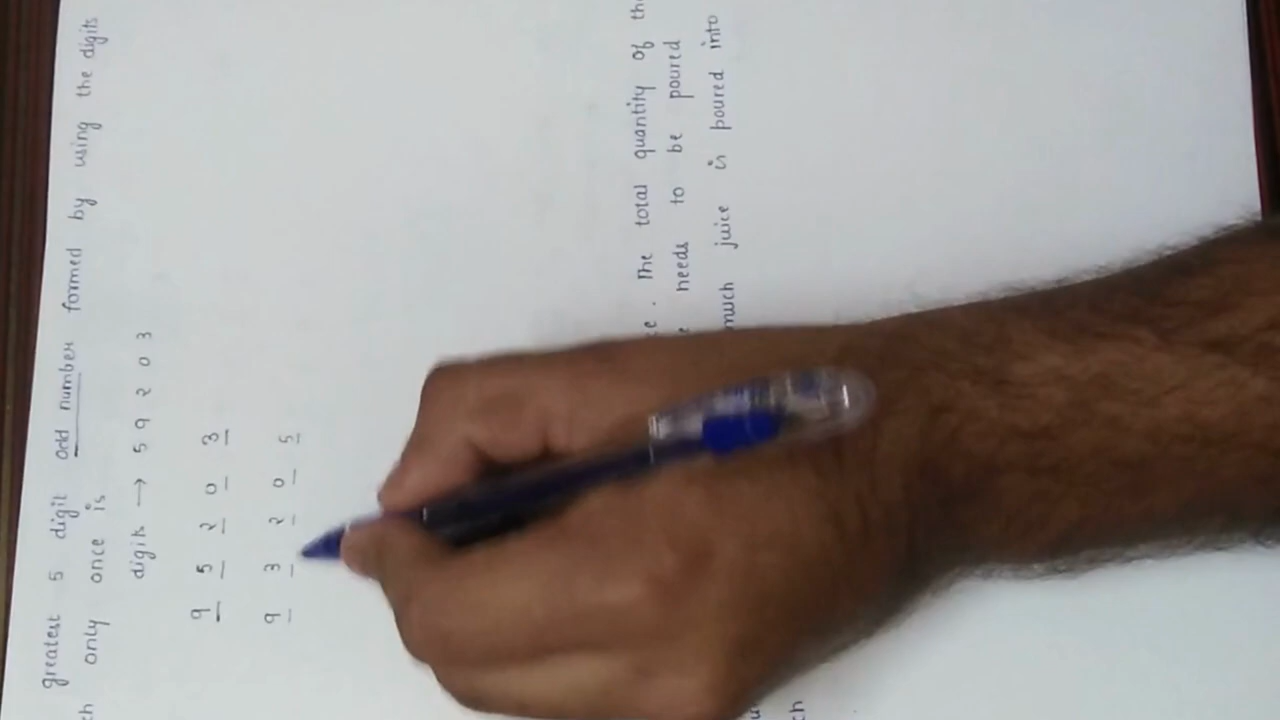 greatest 5 digit odd number formed by using the digits
only once is
digits → 5 9 2 0 3
9 5 2 0 3
9 3 2 0 5
. The total quantity of
needs to be poured
much juice is poured into